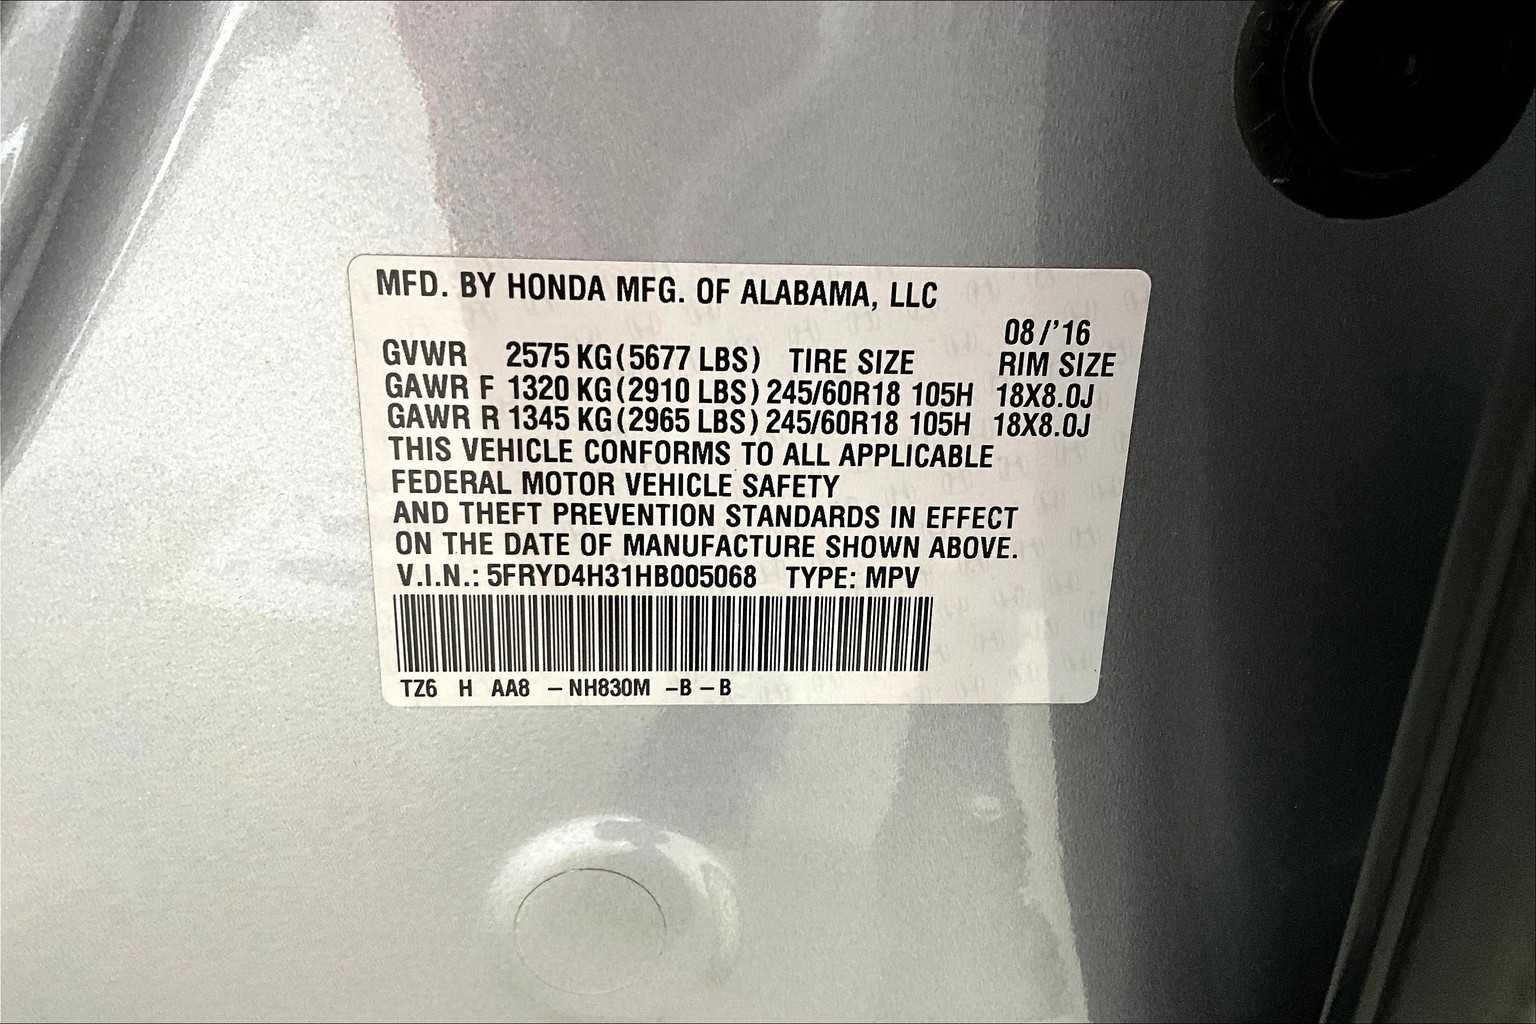 MFD. BY HONDA MFG. OF ALABAMA, LLC
08/'16
GVWR 2575 KG(5677 LBS) TIRE SIZE RIM SIZE
GAWR F 1320 KG(2910 LBS)245/60R18 105H 18X8.0J
GAWR R 1345 KG(2965 LBS)245/60R18 105H 18X8.0J
THIS VEHICLE CONFORMS TO ALL APPLICABLE
FEDERAL MOTOR VEHICLE SAFETY
AND THEFT PREVENTION STANDARDS IN EFFECT
ON THE DATE OF MANUFACTURE SHOWN ABOVE.
V.I.N.: 5FRYD4H31HB005068 TYPE: MPV
TZ6 H AA8 -NH830M -B -B